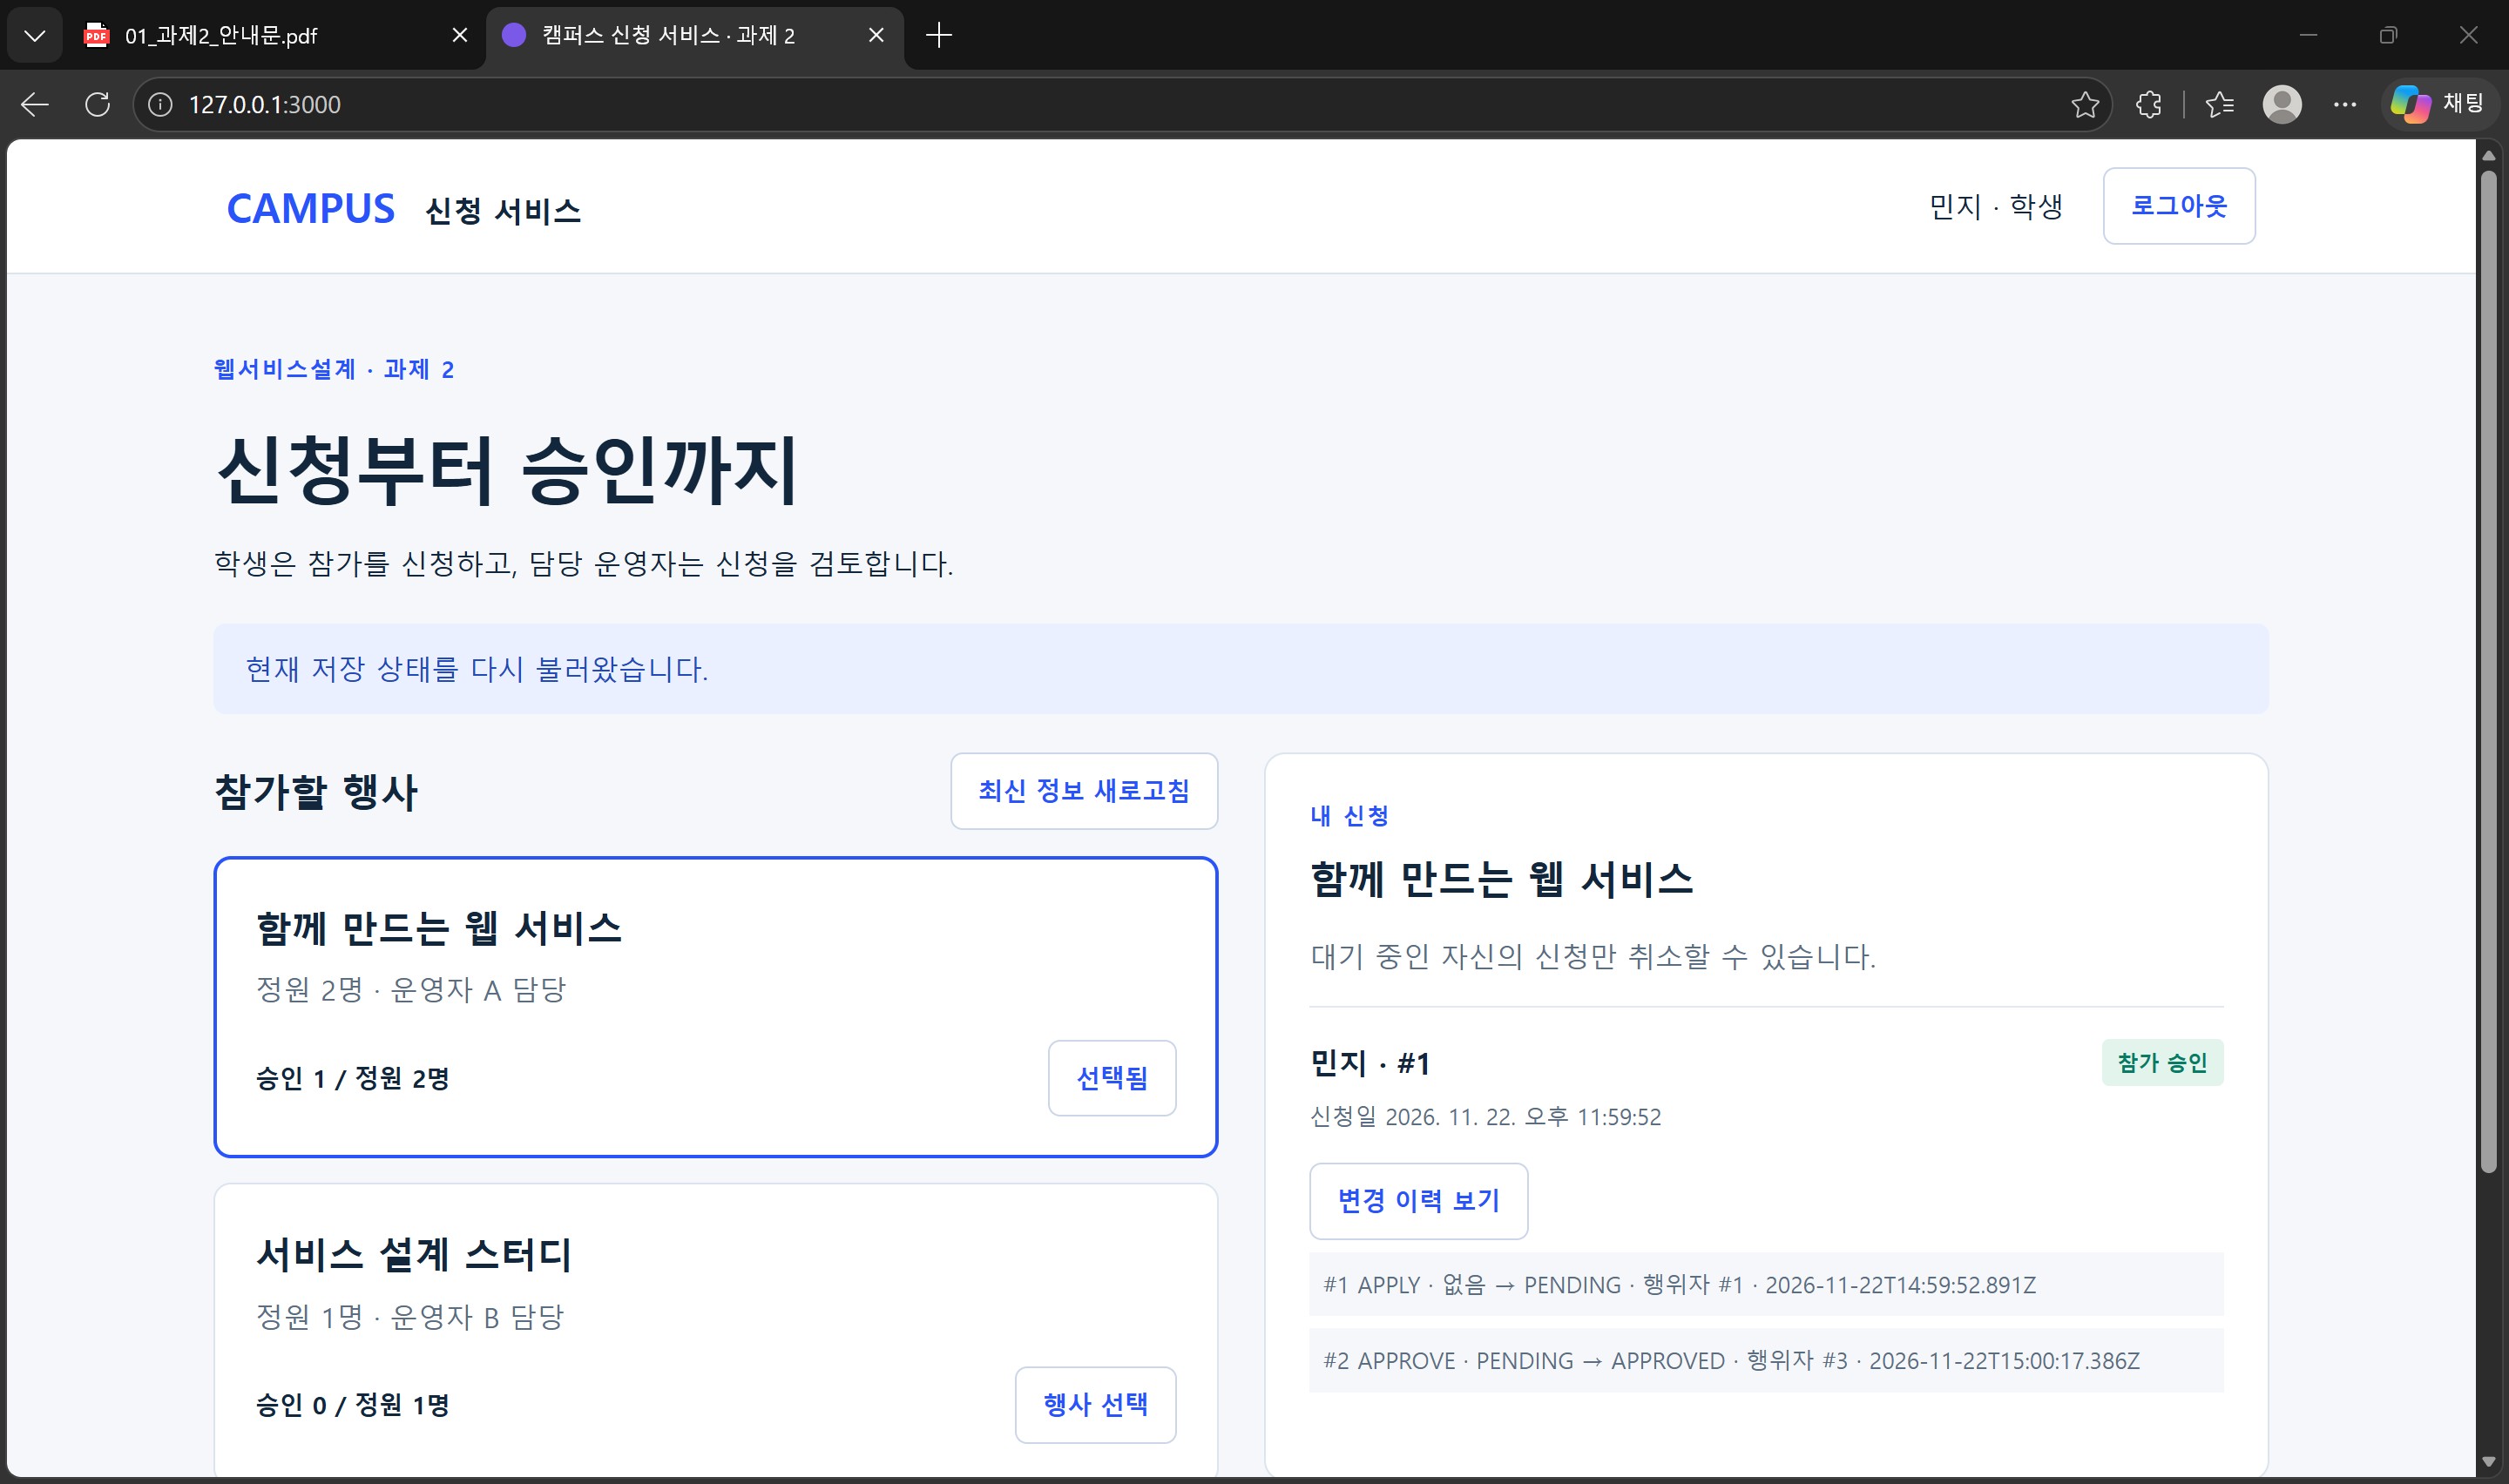 01_과제2_안내문.pdf
캠퍼스 신청 서비스 · 과제 2
127.0.0.1:3000
채팅
CAMPUS 신청 서비스
민지 · 학생
로그아웃
웹서비스설계 · 과제 2
신청부터 승인까지
학생은 참가를 신청하고, 담당 운영자는 신청을 검토합니다.
현재 저장 상태를 다시 불러왔습니다.
참가할 행사
최신 정보 새로고침
함께 만드는 웹 서비스
정원 2명 · 운영자 A 담당
승인 1 / 정원 2명
선택됨
서비스 설계 스터디
정원 1명 · 운영자 B 담당
승인 0 / 정원 1명
행사 선택
내 신청
함께 만드는 웹 서비스
대기 중인 자신의 신청만 취소할 수 있습니다.
민지 · #1
참가 승인
신청일 2026. 11. 22. 오후 11:59:52
변경 이력 보기
#1 APPLY · 없음 → PENDING · 행위자 #1 · 2026-11-22T14:59:52.891Z
#2 APPROVE · PENDING → APPROVED · 행위자 #3 · 2026-11-22T15:00:17.386Z